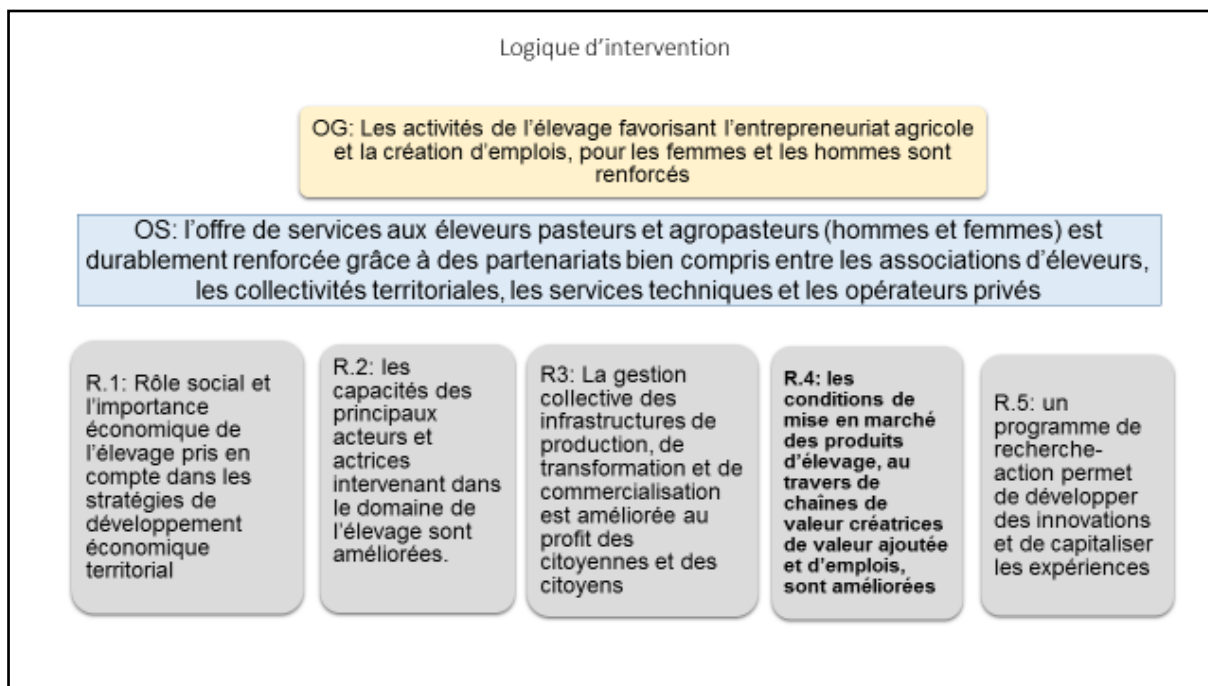 Logique d'intervention
OG: Les activités de l'élevage favorisant l'entrepreneuriat agricole
et la création d'emplois, pour les femmes et les hommes sont
renforcés
OS: l'offre de services aux éleveurs pasteurs et agropasteurs (hommes et femmes) est
durablement renforcée grâce à des partenariats bien compris entre les associations d'éleveurs,
les collectivités territoriales, les services techniques et les opérateurs privés
R.1: Rôle social et
l'importance
économique de
l'élevage pris en
compte dans les
stratégies de
développement
économique
territorial
R.2: les
capacités des
principaux
acteurs et
actrices
intervenant dans
le domaine de
l'élevage sont
améliorées.
R3: La gestion
collective des
infrastructures de
production, de
transformation et de
commercialisation
est améliorée au
profit des
citoyennes et des
citoyens
R.4: les
conditions de
mise en marché
des produits
d'élevage, au
travers de
chaînes de
valeur créatrices
de valeur ajoutée
et d'emplois,
sont améliorées
R.5: un
programme de
recherche-
action permet
de développer
des innovations
et de capitaliser
les expériences